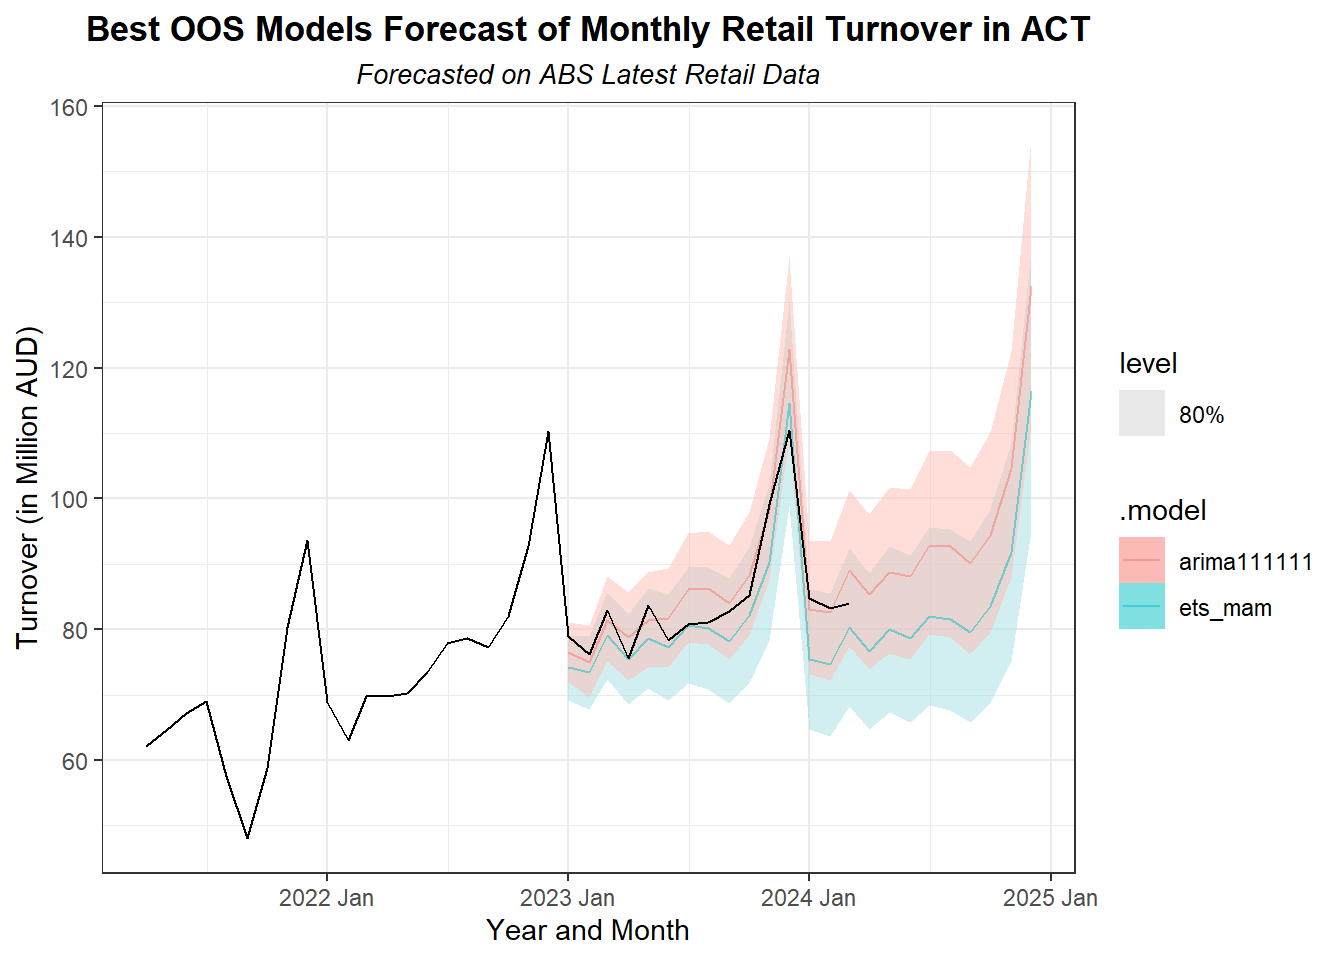 Best OOS Models Forecast of Monthly Retail Turnover in ACT
Forecasted on ABS Latest Retail Data
160
140
120
100
80
60
Turnover (in Million AUD)
2022 Jan
2023 Jan
2024 Jan
2025 Jan
Year and Month
level
80%
.model
arima111111
ets_mam